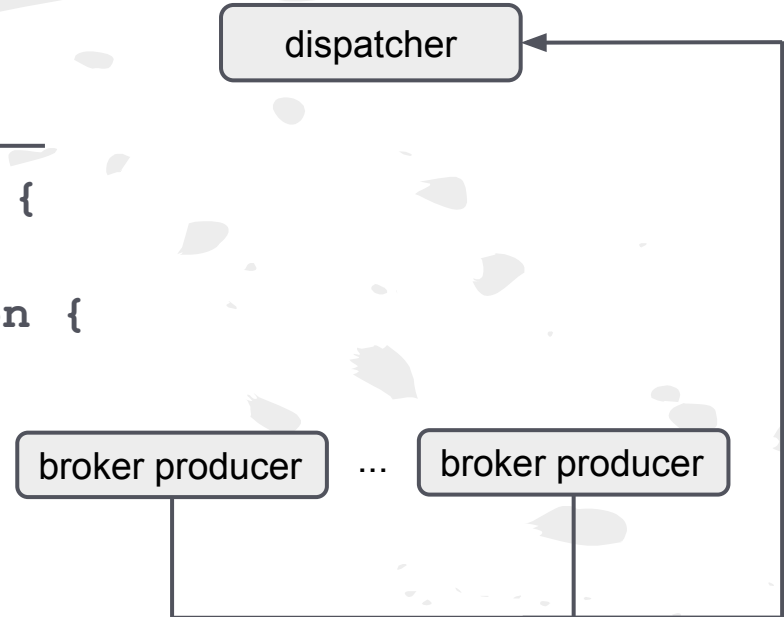 dispatcher
{
n {
broker producer ... broker producer